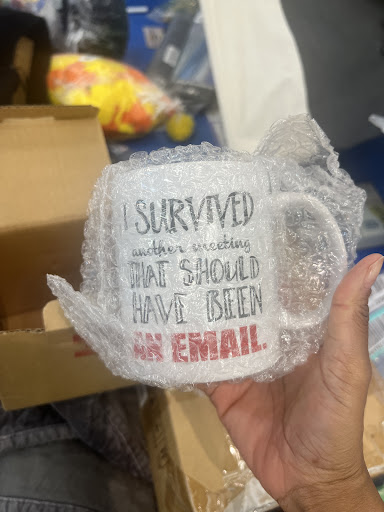 I SURVIVED
another meeting
THAT SHOULD
HAVE BEEN
AN EMAIL.